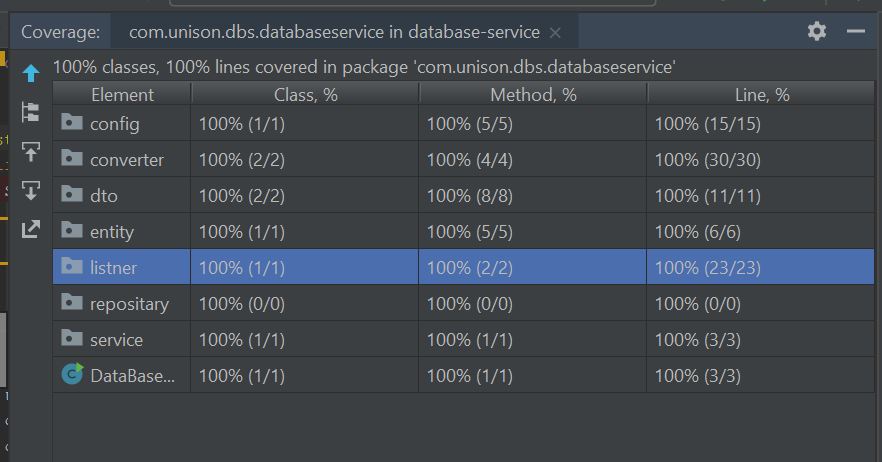 Coverage: com.unison.dbs.databaseservice in database-service
100% classes, 100% lines covered in package 'com.unison.dbs.databaseservice'
Element Class, % Method, % Line, %
config 100% (1/1) 100% (5/5) 100% (15/15)
converter 100% (2/2) 100% (4/4) 100% (30/30)
dto 100% (2/2) 100% (8/8) 100% (11/11)
entity 100% (1/1) 100% (5/5) 100% (6/6)
listner 100% (1/1) 100% (2/2) 100% (23/23)
repositary 100% (0/0) 100% (0/0) 100% (0/0)
service 100% (1/1) 100% (1/1) 100% (3/3)
DataBase... 100% (1/1) 100% (1/1) 100% (3/3)